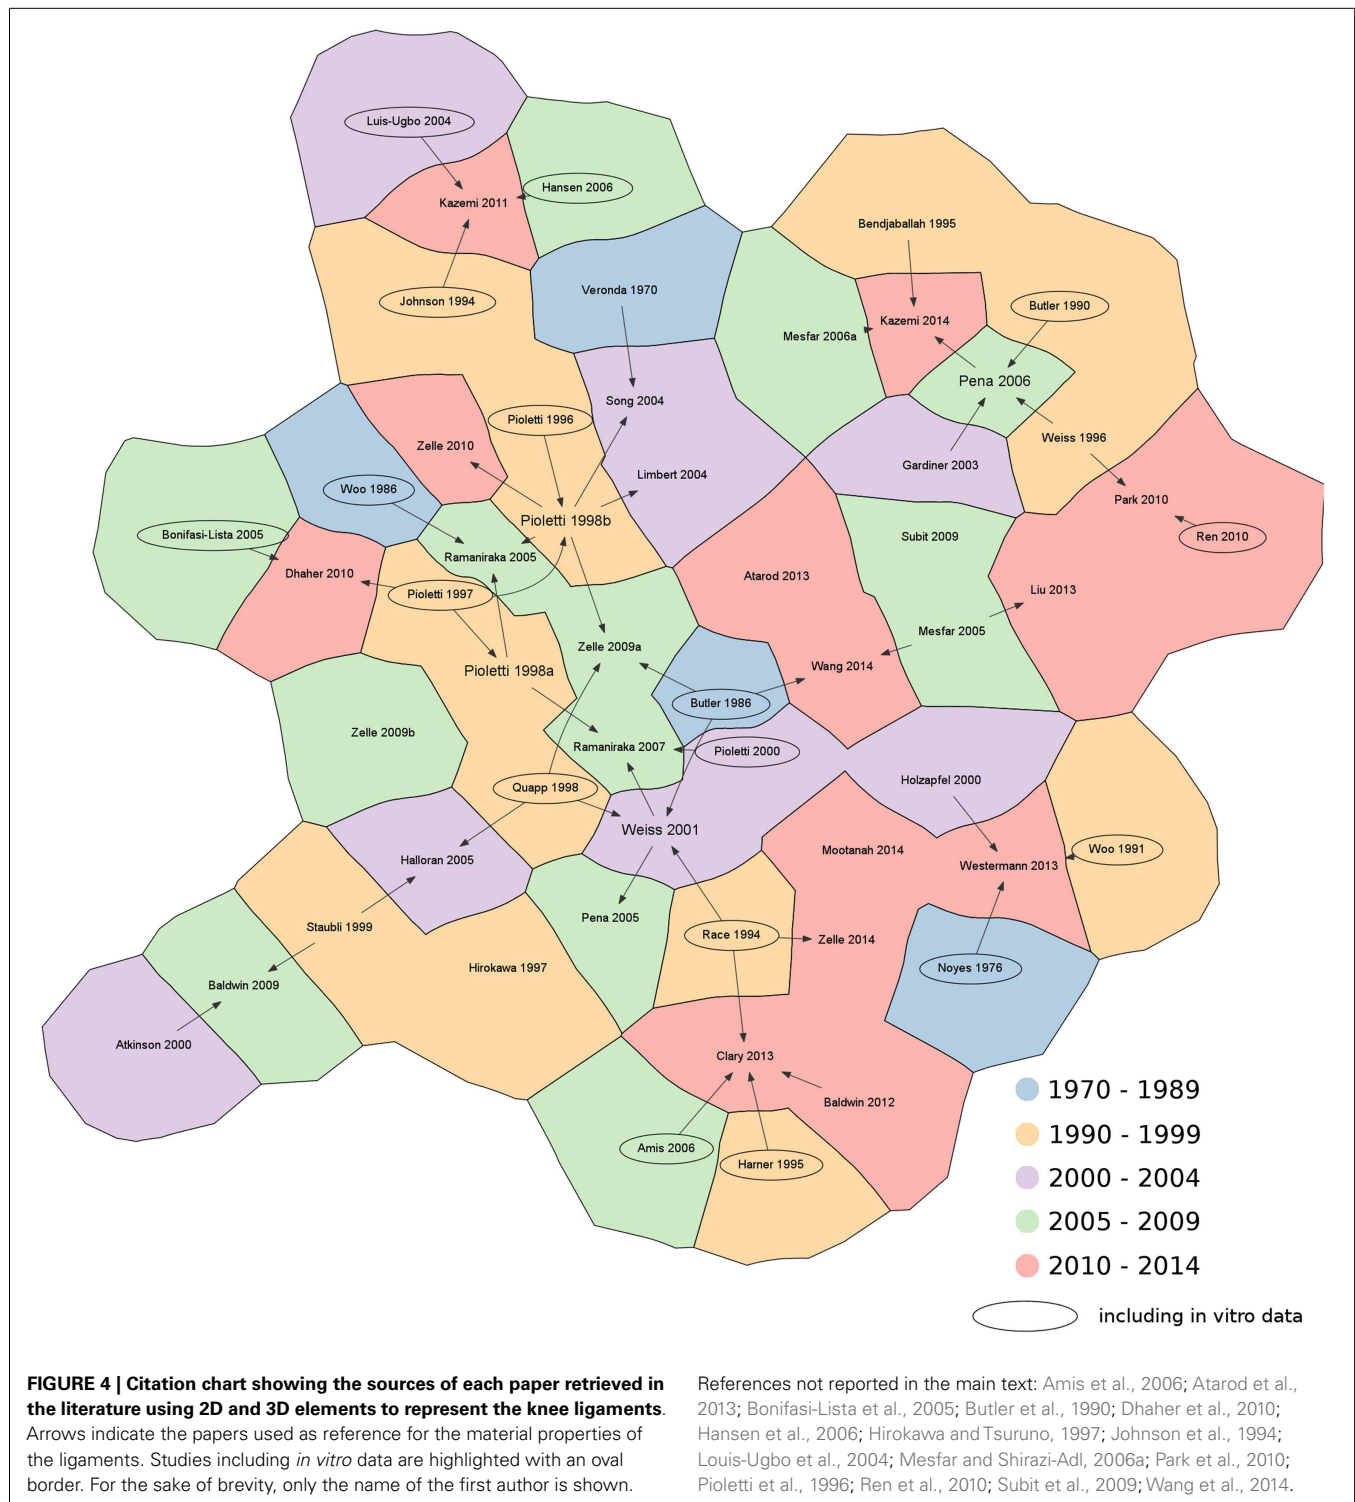 Luis-Ugbo 2004
Hansen 2006
Kazemi 2011
Bendjaballah 1995
Veronda 1970
Johnson 1994
Butler 1990
Kazemi 2014
Mesfar 2006a
Pena 2006
Song 2004
Pioletti 1996
Weiss 1996
Zelle 2010
Gardiner 2003
Limbert 2004
Woo 1986
Park 2010
Pioletti 1998b
Bonifasi-Lista 2005
Subit 2009
Ren 2010
Ramaniraka 2005
Dhaher 2010
Atarod 2013
Liu 2013
Pioletti 1997
Mesfar 2005
Zelle 2009a
Wang 2014
Pioletti 1998a
Butler 1986
Zelle 2009b
Ramaniraka 2007
Pioletti 2000
Holzapfel 2000
Quapp 1998
Weiss 2001
Mootanah 2014
Woo 1991
Halloran 2005
Westermann 2013
Pena 2005
Staubli 1999
Race 1994
Zelle 2014
Hirokawa 1997
Noyes 1976
Baldwin 2009
Atkinson 2000
Clary 2013
Baldwin 2012
Amis 2006
Harner 1995
1970 - 1989
1990 - 1999
2000 - 2004
2005 - 2009
2010 - 2014
including in vitro data
FIGURE 4 | Citation chart showing the sources of each paper retrieved in
the literature using 2D and 3D elements to represent the knee ligaments.
Arrows indicate the papers used as reference for the material properties of
the ligaments. Studies including in vitro data are highlighted with an oval
border. For the sake of brevity, only the name of the first author is shown.
References not reported in the main text: Amis et al., 2006; Atarod et al.,
2013; Bonifasi-Lista et al., 2005; Butler et al., 1990; Dhaher et al., 2010;
Hansen et al., 2006; Hirokawa and Tsuruno, 1997; Johnson et al., 1994;
Louis-Ugbo et al., 2004; Mesfar and Shirazi-Adl, 2006a; Park et al., 2010;
Pioletti et al., 1996; Ren et al., 2010; Subit et al., 2009; Wang et al., 2014.